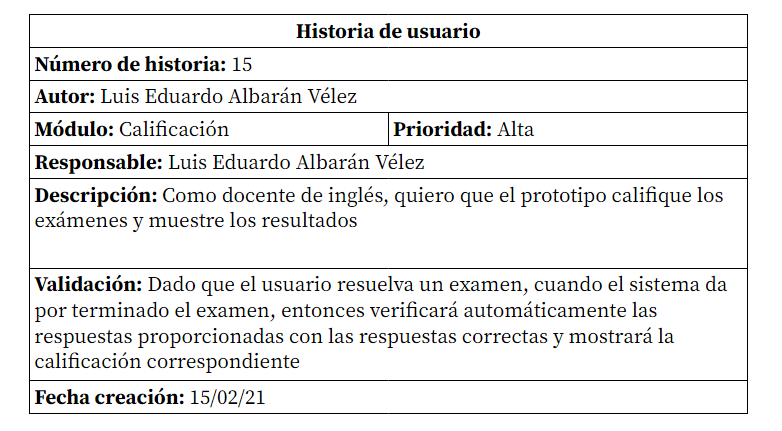 Historia de usuario
Número de historia: 15
Autor: Luis Eduardo Albarán Vélez
Módulo: Calificación
Prioridad: Alta
Responsable: Luis Eduardo Albarán Vélez
Descripción: Como docente de inglés, quiero que el prototipo califique los
exámenes y muestre los resultados
Validación: Dado que el usuario resuelva un examen, cuando el sistema da
por terminado el examen, entonces verificará automáticamente las
respuestas proporcionadas con las respuestas correctas y mostrará la
calificación correspondiente
Fecha creación: 15/02/21